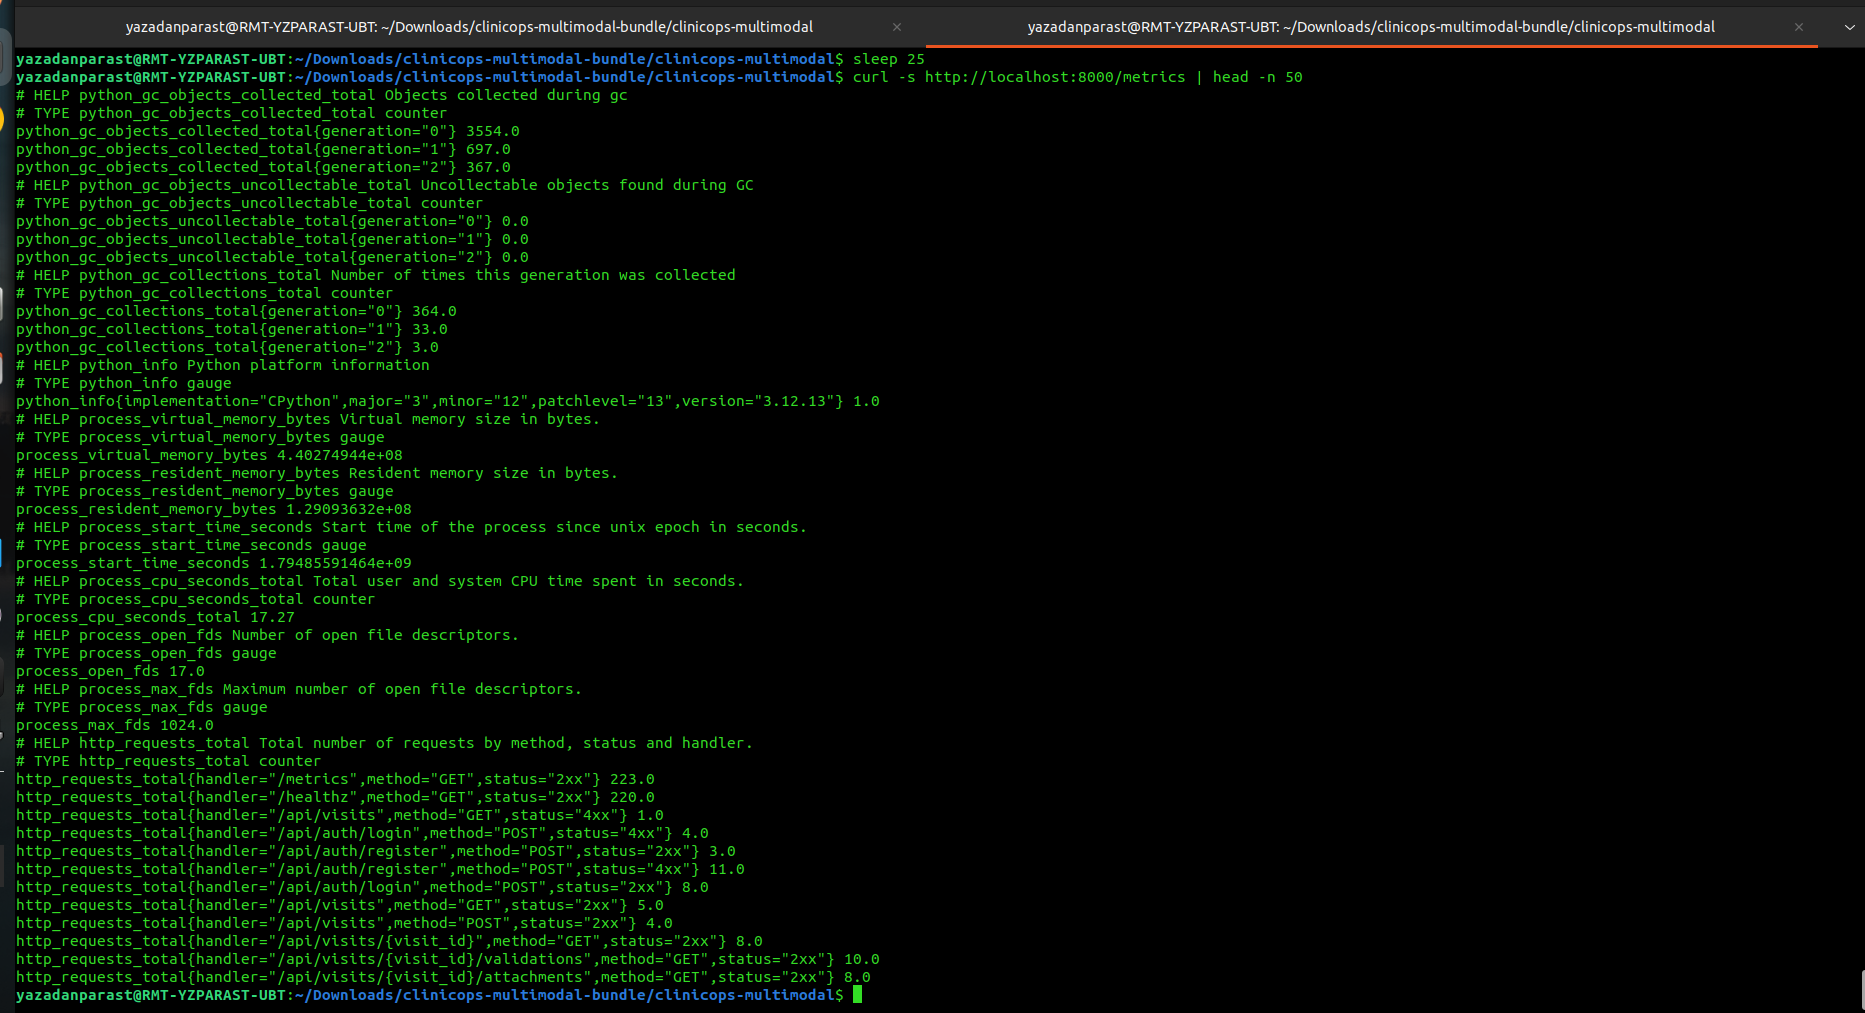 yazadanparast@RMT-YZPARAST-UBT: ~/Downloads/clinicops-multimodal-bundle/clinicops-multimodal × yazadanparast@RMT-YZPARAST-UBT: ~/Downloads/clinicops-multimodal-bundle/clinicops-multimodal ×
yazadanparast@RMT-YZPARAST-UBT:~/Downloads/clinicops-multimodal-bundle/clinicops-multimodal$ sleep 25
yazadanparast@RMT-YZPARAST-UBT:~/Downloads/clinicops-multimodal-bundle/clinicops-multimodal$ curl -s http://localhost:8000/metrics | head -n 50
# HELP python_gc_objects_collected_total Objects collected during gc
# TYPE python_gc_objects_collected_total counter
python_gc_objects_collected_total{generation="0"} 3554.0
python_gc_objects_collected_total{generation="1"} 697.0
python_gc_objects_collected_total{generation="2"} 367.0
# HELP python_gc_objects_uncollectable_total Uncollectable objects found during GC
# TYPE python_gc_objects_uncollectable_total counter
python_gc_objects_uncollectable_total{generation="0"} 0.0
python_gc_objects_uncollectable_total{generation="1"} 0.0
python_gc_objects_uncollectable_total{generation="2"} 0.0
# HELP python_gc_collections_total Number of times this generation was collected
# TYPE python_gc_collections_total counter
python_gc_collections_total{generation="0"} 364.0
python_gc_collections_total{generation="1"} 33.0
python_gc_collections_total{generation="2"} 3.0
# HELP python_info Python platform information
# TYPE python_info gauge
python_info{implementation="CPython",major="3",minor="12",patchlevel="13",version="3.12.13"} 1.0
# HELP process_virtual_memory_bytes Virtual memory size in bytes.
# TYPE process_virtual_memory_bytes gauge
process_virtual_memory_bytes 4.40274944e+08
# HELP process_resident_memory_bytes Resident memory size in bytes.
# TYPE process_resident_memory_bytes gauge
process_resident_memory_bytes 1.29093632e+08
# HELP process_start_time_seconds Start time of the process since unix epoch in seconds.
# TYPE process_start_time_seconds gauge
process_start_time_seconds 1.79485591464e+09
# HELP process_cpu_seconds_total Total user and system CPU time spent in seconds.
# TYPE process_cpu_seconds_total counter
process_cpu_seconds_total 17.27
# HELP process_open_fds Number of open file descriptors.
# TYPE process_open_fds gauge
process_open_fds 17.0
# HELP process_max_fds Maximum number of open file descriptors.
# TYPE process_max_fds gauge
process_max_fds 1024.0
# HELP http_requests_total Total number of requests by method, status and handler.
# TYPE http_requests_total counter
http_requests_total{handler="/metrics",method="GET",status="2xx"} 223.0
http_requests_total{handler="/healthz",method="GET",status="2xx"} 220.0
http_requests_total{handler="/api/visits",method="GET",status="4xx"} 1.0
http_requests_total{handler="/api/auth/login",method="POST",status="4xx"} 4.0
http_requests_total{handler="/api/auth/register",method="POST",status="2xx"} 3.0
http_requests_total{handler="/api/auth/register",method="POST",status="4xx"} 11.0
http_requests_total{handler="/api/auth/login",method="POST",status="2xx"} 8.0
http_requests_total{handler="/api/visits",method="GET",status="2xx"} 5.0
http_requests_total{handler="/api/visits",method="POST",status="2xx"} 4.0
http_requests_total{handler="/api/visits/{visit_id}",method="GET",status="2xx"} 8.0
http_requests_total{handler="/api/visits/{visit_id}/validations",method="GET",status="2xx"} 10.0
http_requests_total{handler="/api/visits/{visit_id}/attachments",method="GET",status="2xx"} 8.0
yazadanparast@RMT-YZPARAST-UBT:~/Downloads/clinicops-multimodal-bundle/clinicops-multimodal$